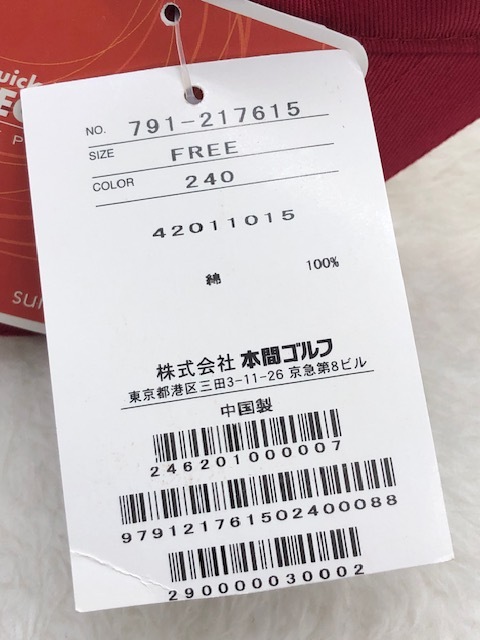 NO. 791-217615
SIZE FREE
COLOR 240
42011015
綿 100%
株式会社 本間ゴルフ
東京都港区三田3-11-26 京急第8ビル
中国製
246201000007
979121761502400088
290000030002